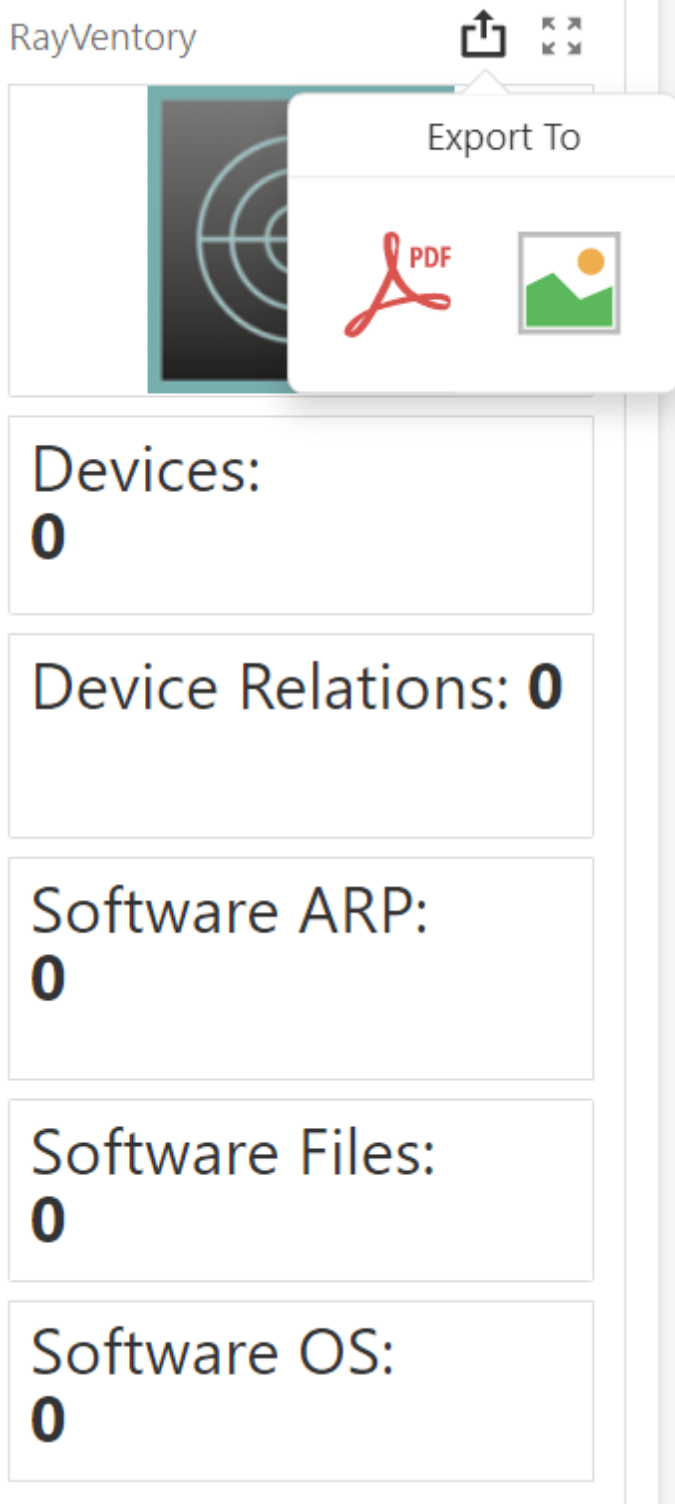 RayVentory
Export To
PDF
Devices:
0
Device Relations: 0
Software ARP:
0
Software Files:
0
Software OS:
0